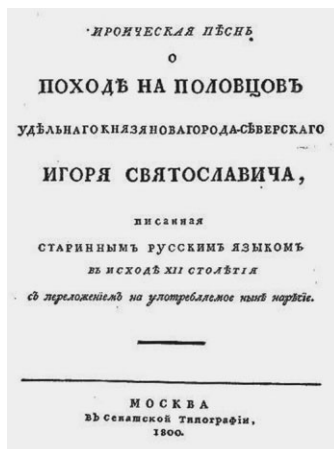 ИРОИЧЕСКАЯ ПѢСНЬ
О
ПОХОДѢ НА ПОЛОВЦОВЪ
УДѢЛЬНАГО КНЯЗЯ НОВАГОРОДА-СѢВЕРСКАГО
ИГОРЯ СВЯТОСЛАВИЧА,
писанная
СТАРИННЫМЪ РУССКИМЪ ЯЗЫКОМЪ
ВЪ ИСХОДѢ XII СТОЛѢТІЯ
съ переложеніемъ на употребляемое нынѣ нарѣчіе.
МОСКВА
Въ Сенатской Типографіи,
1800.